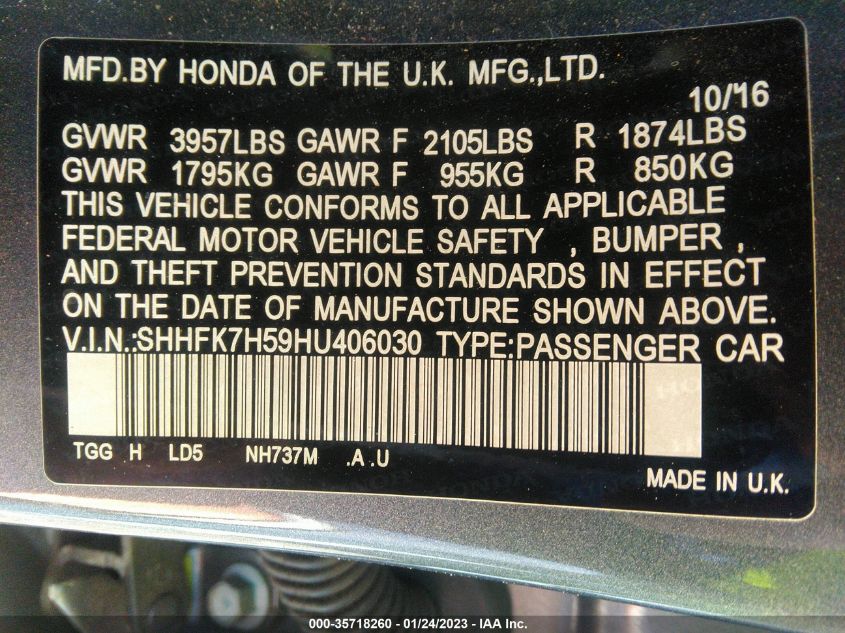 MFD.BY HONDA OF THE U.K. MFG.,LTD.
10/16
GVWR 3957LBS GAWR F 2105LBS R 1874LBS
GVWR 1795KG GAWR F 955KG R 850KG
THIS VEHICLE CONFORMS TO ALL APPLICABLE
FEDERAL MOTOR VEHICLE SAFETY , BUMPER ,
AND THEFT PREVENTION STANDARDS IN EFFECT
ON THE DATE OF MANUFACTURE SHOWN ABOVE.
V.I.N.:SHHFK7H59HU406030 TYPE:PASSENGER CAR
TGG H LD5 NH737M .A .U
MADE IN U.K.
000-35718260 - 01/24/2023 - IAA Inc.